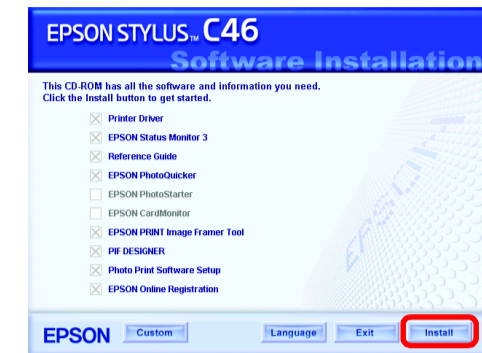 EPSON STYLUS™ C46
Software Installation
This CD-ROM has all the software and information you need.
Click the Install button to get started.
Printer Driver
EPSON Status Monitor 3
Reference Guide
EPSON PhotoQuicker
EPSON PhotoStarter
EPSON CardMonitor
EPSON PRINT Image Framer Tool
PIF DESIGNER
Photo Print Software Setup
EPSON Online Registration
EPSON
EPSON Custom Language Exit Install